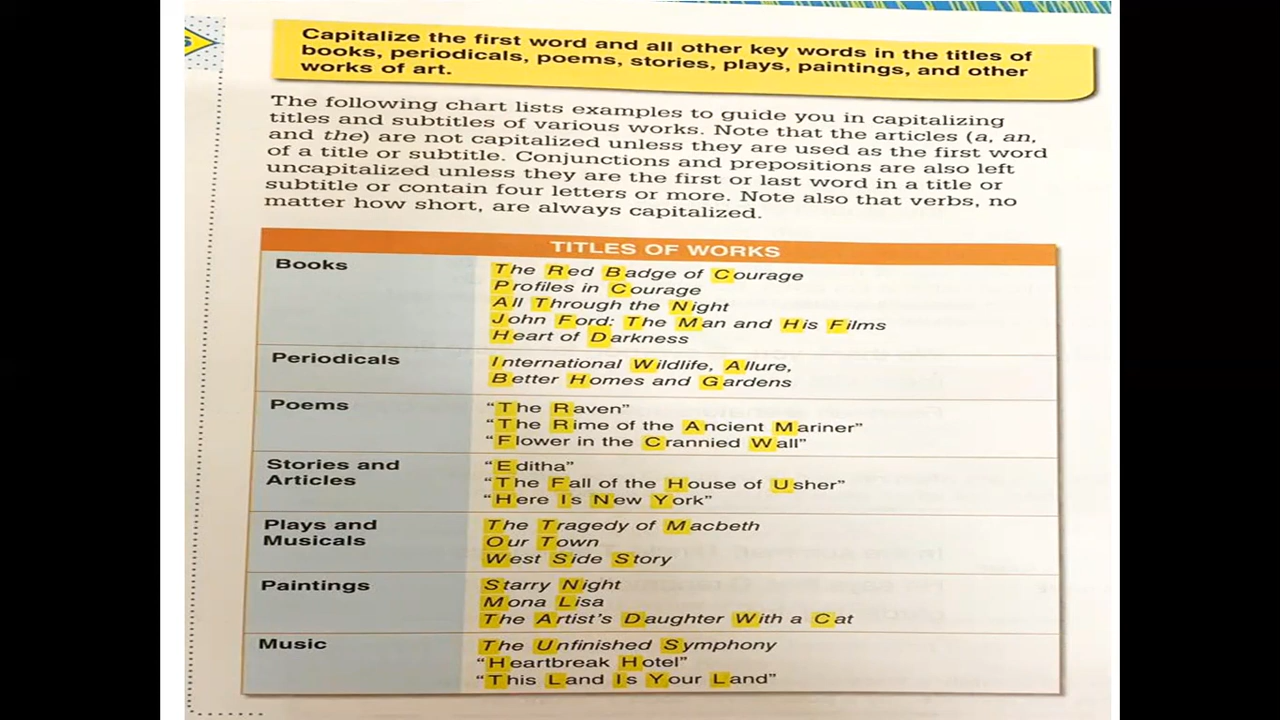 Capitalize the first word and all other key words in the titles of
books, periodicals, poems, stories, plays, paintings, and other
works of art.
The following chart lists examples to guide you in capitalizing
titles and subtitles of various works. Note that the articles (a, an,
and the) are not capitalized unless they are used as the first word
of a title or subtitle. Conjunctions and prepositions are also left
uncapitalized unless they are the first or last word in a title or
subtitle or contain four letters or more. Note also that verbs, no
matter how short, are always capitalized.
TITLES OF WORKS
Books
The Red Badge of Courage
Profiles in Courage
All Through the Night
John Ford: The Man and His Films
Heart of Darkness
Periodicals
International Wildlife, Allure,
Better Homes and Gardens
Poems
“The Raven”
“The Rime of the Ancient Mariner”
“Flower in the Crannied Wall”
Stories and
Articles
“Editha”
“The Fall of the House of Usher”
“Here Is New York”
Plays and
Musicals
The Tragedy of Macbeth
Our Town
West Side Story
Paintings
Starry Night
Mona Lisa
The Artist’s Daughter With a Cat
Music
The Unfinished Symphony
“Heartbreak Hotel”
“This Land Is Your Land”